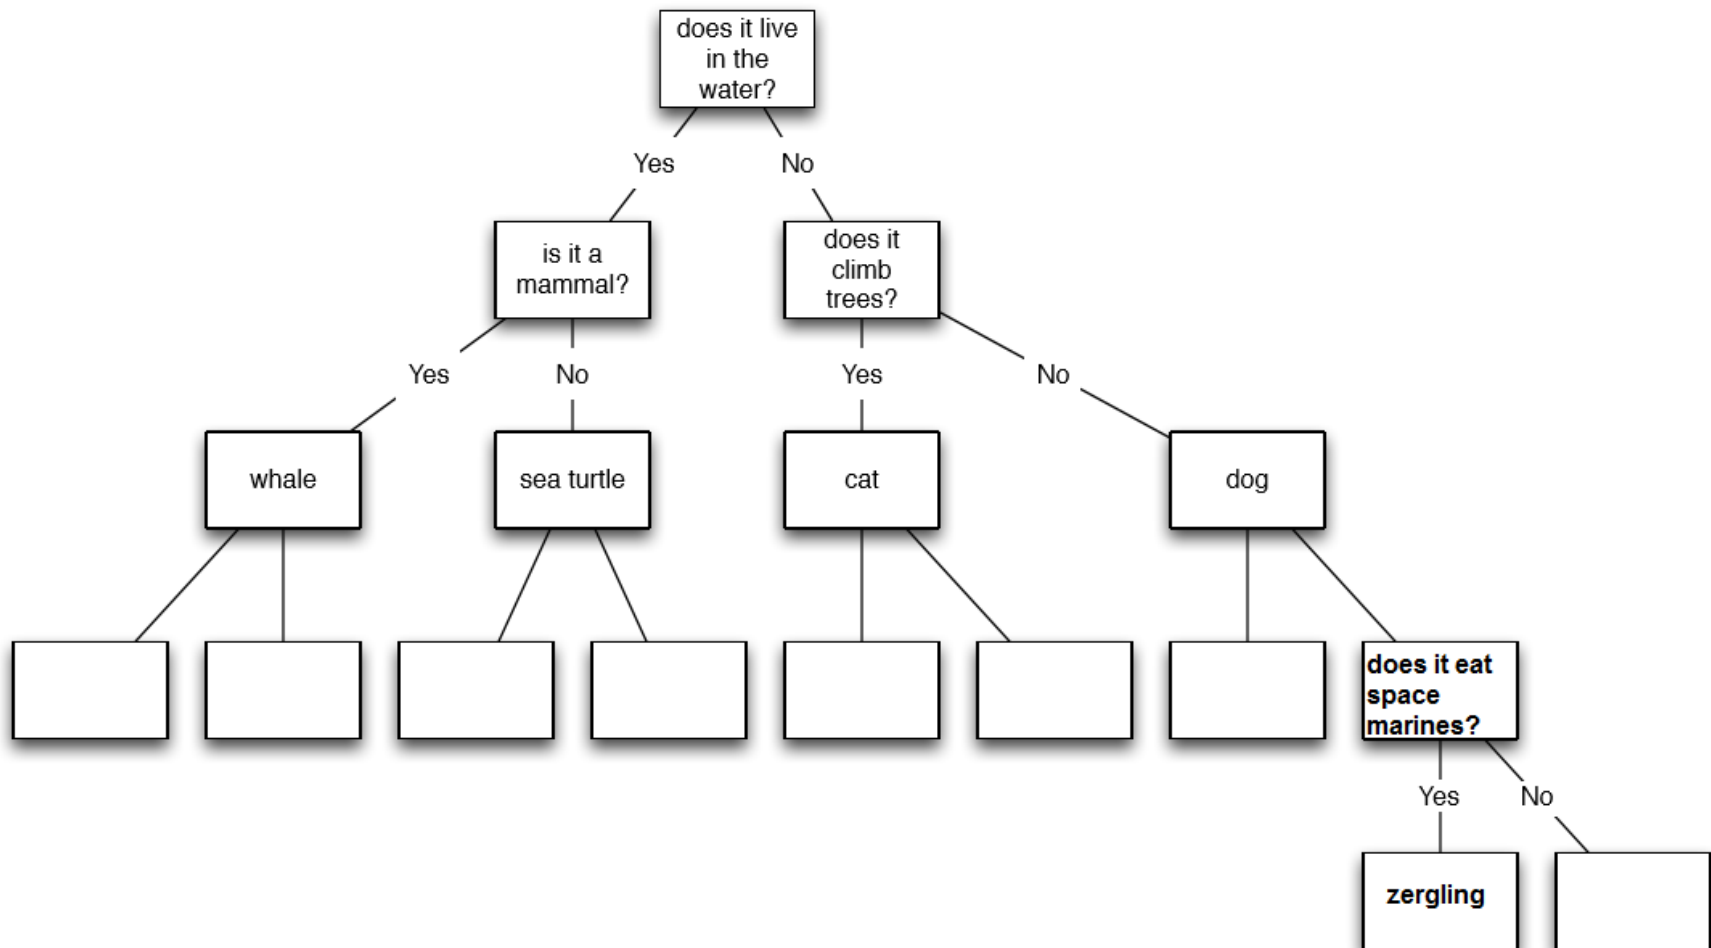 does it live
in the
water?
Yes
No
is it a
mammal?
does it
climb
trees?
Yes
No
Yes
No
whale
sea turtle
cat
dog
does it eat
space
marines?
Yes
No
zergling